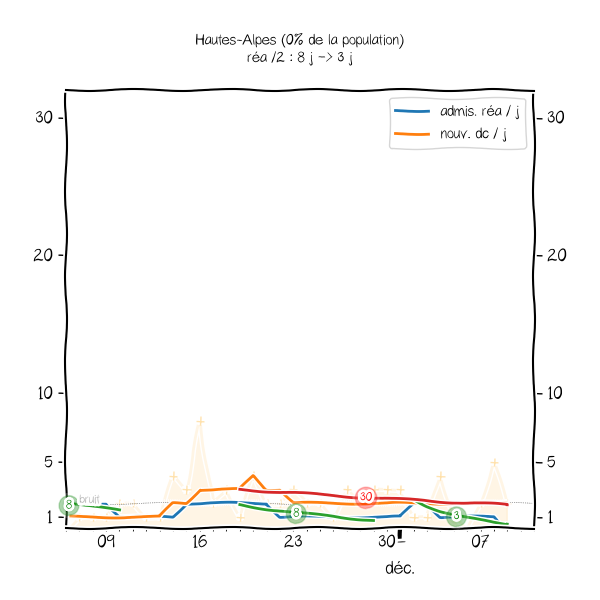 Hautes-Alpes (0% de la population)
réa /2 : 8 j -> 3 j
admis. réa / j
nouv. dc / j
30 30
20 20
10 10
5 5
1 1
8 bruit 8 30 3
09 16 23 30 07
déc.